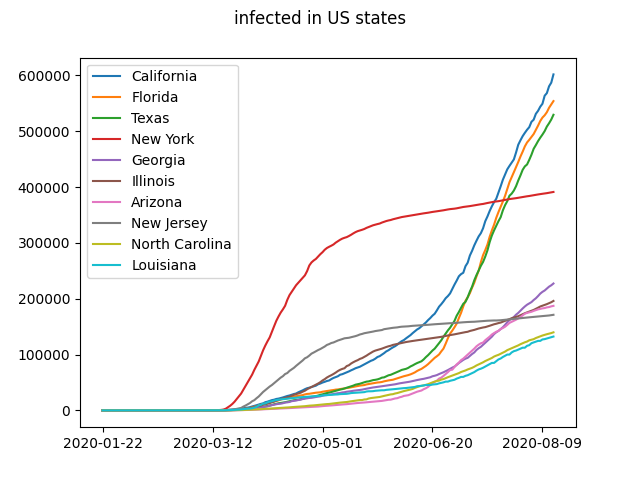 infected in US states
600000
500000
400000
300000
200000
100000
0
California
Florida
Texas
New York
Georgia
Illinois
Arizona
New Jersey
North Carolina
Louisiana
2020-01-22 2020-03-12 2020-05-01 2020-06-20 2020-08-09